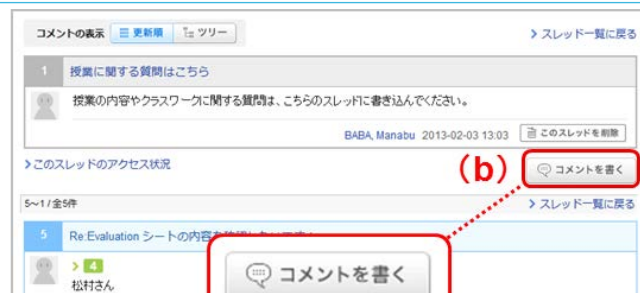 コメントの表示 更新順 ツリー
スレッド一覧に戻る
1 授業に関する質問はこちら
授業の内容やクラスワークに関する質問は、こちらのスレッドに書き込んでください。
BABA, Manabu 2013-02-03 13:03 このスレッドを削除
このスレッドのアクセス状況
(b)
コメントを書く
5~1 / 全5件
スレッド一覧に戻る
5 Re:Evaluation シートの内容
4
松村さん
コメントを書く